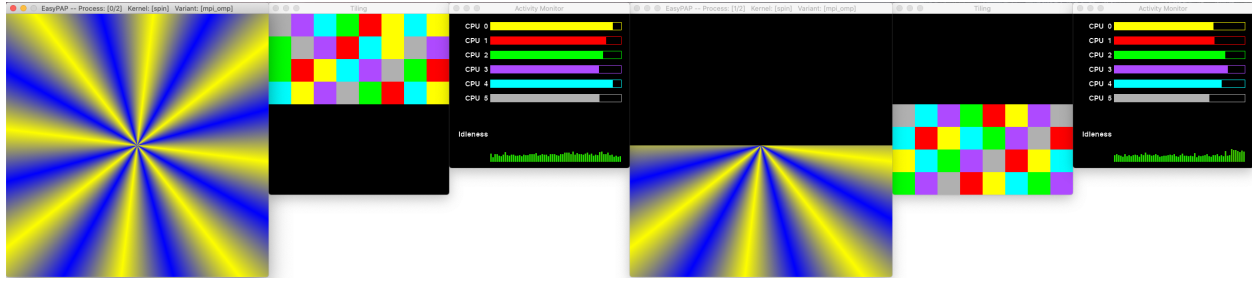 EasyPAP -- Process: [0/2] Kernel: [spin] Variant: [mpi_omp]
Tiling
Activity Monitor
CPU 0
CPU 1
CPU 2
CPU 3
CPU 4
CPU 5
Idleness
EasyPAP -- Process: [1/2] Kernel: [spin] Variant: [mpi_omp]
Tiling
Activity Monitor
CPU 0
CPU 1
CPU 2
CPU 3
CPU 4
CPU 5
Idleness